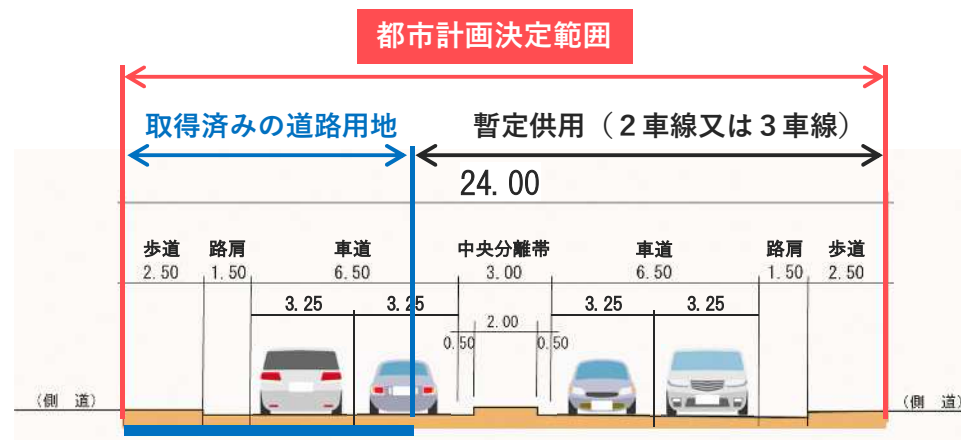 都市計画決定範囲
取得済みの道路用地
暫定供用（２車線又は３車線）
24.00
歩道 路肩 車道 中央分離帯 車道 路肩 歩道
2.50 1.50 6.50 3.00 6.50 1.50 2.50
3.25 3.25 3.25 3.25
2.00
0.50 0.50
（側 道） （側 道）